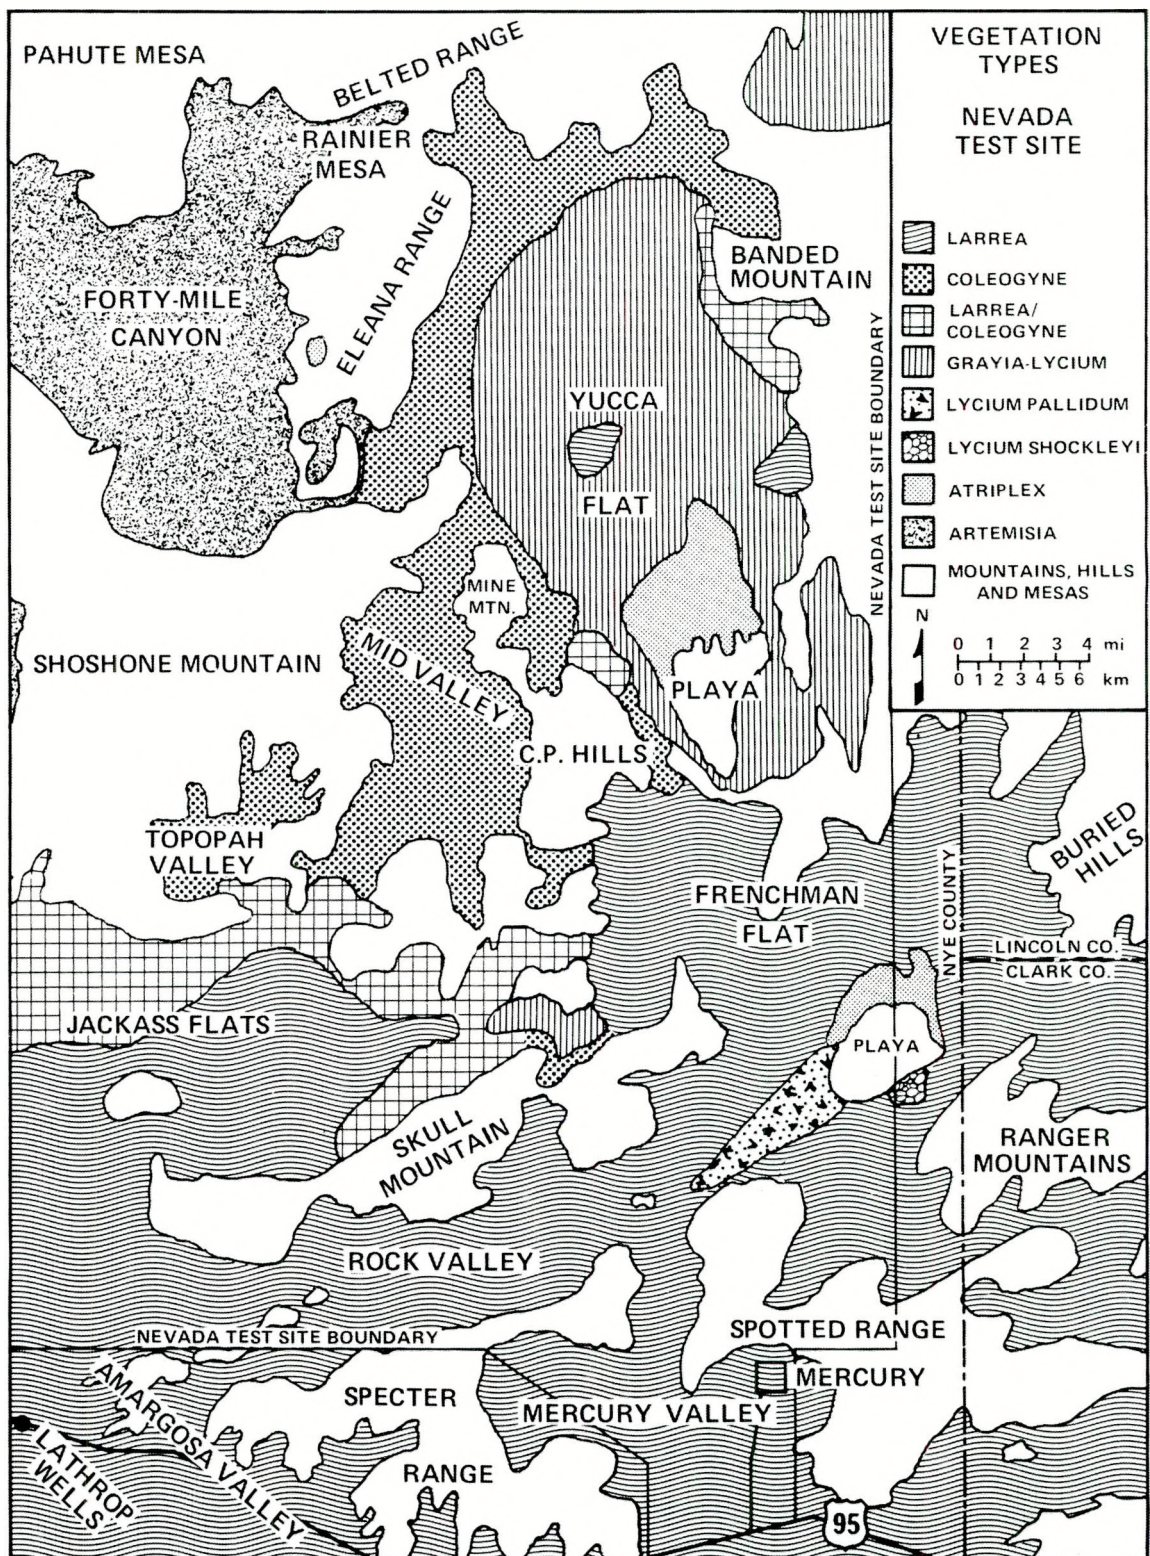 PAHUTE MESA
BELTED RANGE
RAINIER
MESA
ELEANA RANGE
FORTY-MILE
CANYON
BANDED
MOUNTAIN
NEVADA TEST SITE BOUNDARY
YUCCA
FLAT
VEGETATION
TYPES
NEVADA
TEST SITE
LARREA
COLEOGYNE
LARREA/
COLEOGYNE
GRAYIA-LYCIUM
LYCIUM PALLIDUM
LYCIUM SHOCKLEYI
ATRIPLEX
ARTEMISIA
MOUNTAINS, HILLS
AND MESAS
N
0 1 2 3 4 mi
0 1 2 3 4 5 6 km
MINE
MTN.
SHOSHONE MOUNTAIN
MID VALLEY
PLAYA
C.P. HILLS
TOPOPAH
VALLEY
FRENCHMAN
FLAT
NYE COUNTY
BURIED
HILLS
LINCOLN CO.
CLARK CO.
JACKASS FLATS
PLAYA
SKULL
MOUNTAIN
RANGER
MOUNTAINS
ROCK VALLEY
NEVADA TEST SITE BOUNDARY
SPOTTED RANGE
MERCURY
AMARGOSA VALLEY
SPECTER
RANGE
MERCURY VALLEY
LATHROP
WELLS
95